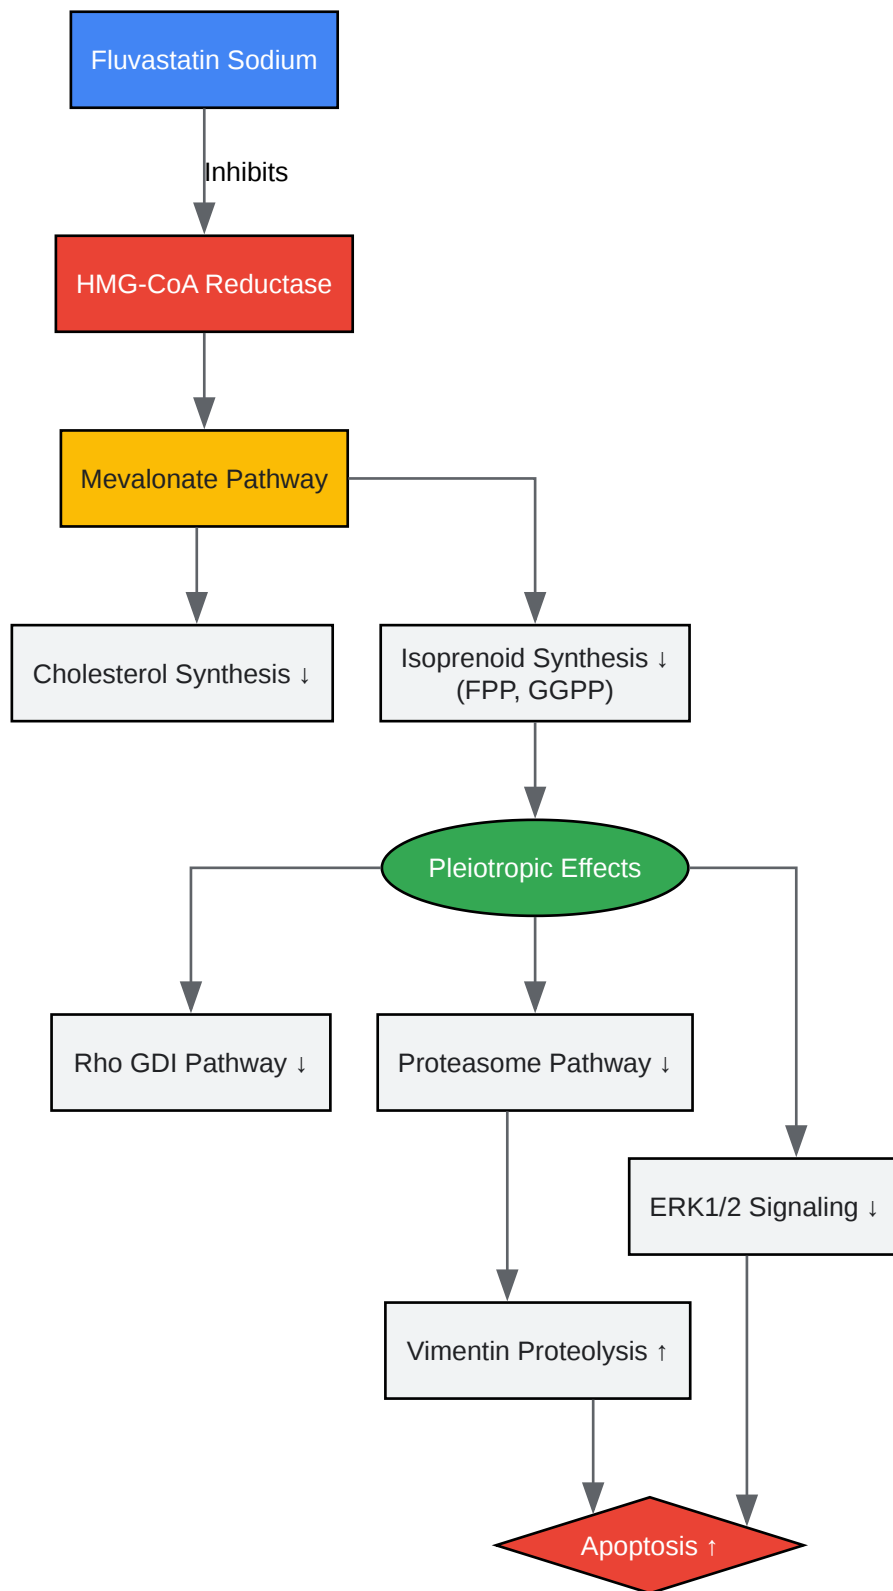 Fluvastatin Sodium
Inhibits
HMG-CoA Reductase
Mevalonate Pathway
Cholesterol Synthesis ↓
Isoprenoid Synthesis ↓
(FPP, GGPP)
Pleiotropic Effects
Rho GDI Pathway ↓
Proteasome Pathway ↓
ERK1/2 Signaling ↓
Vimentin Proteolysis ↑
Apoptosis ↑